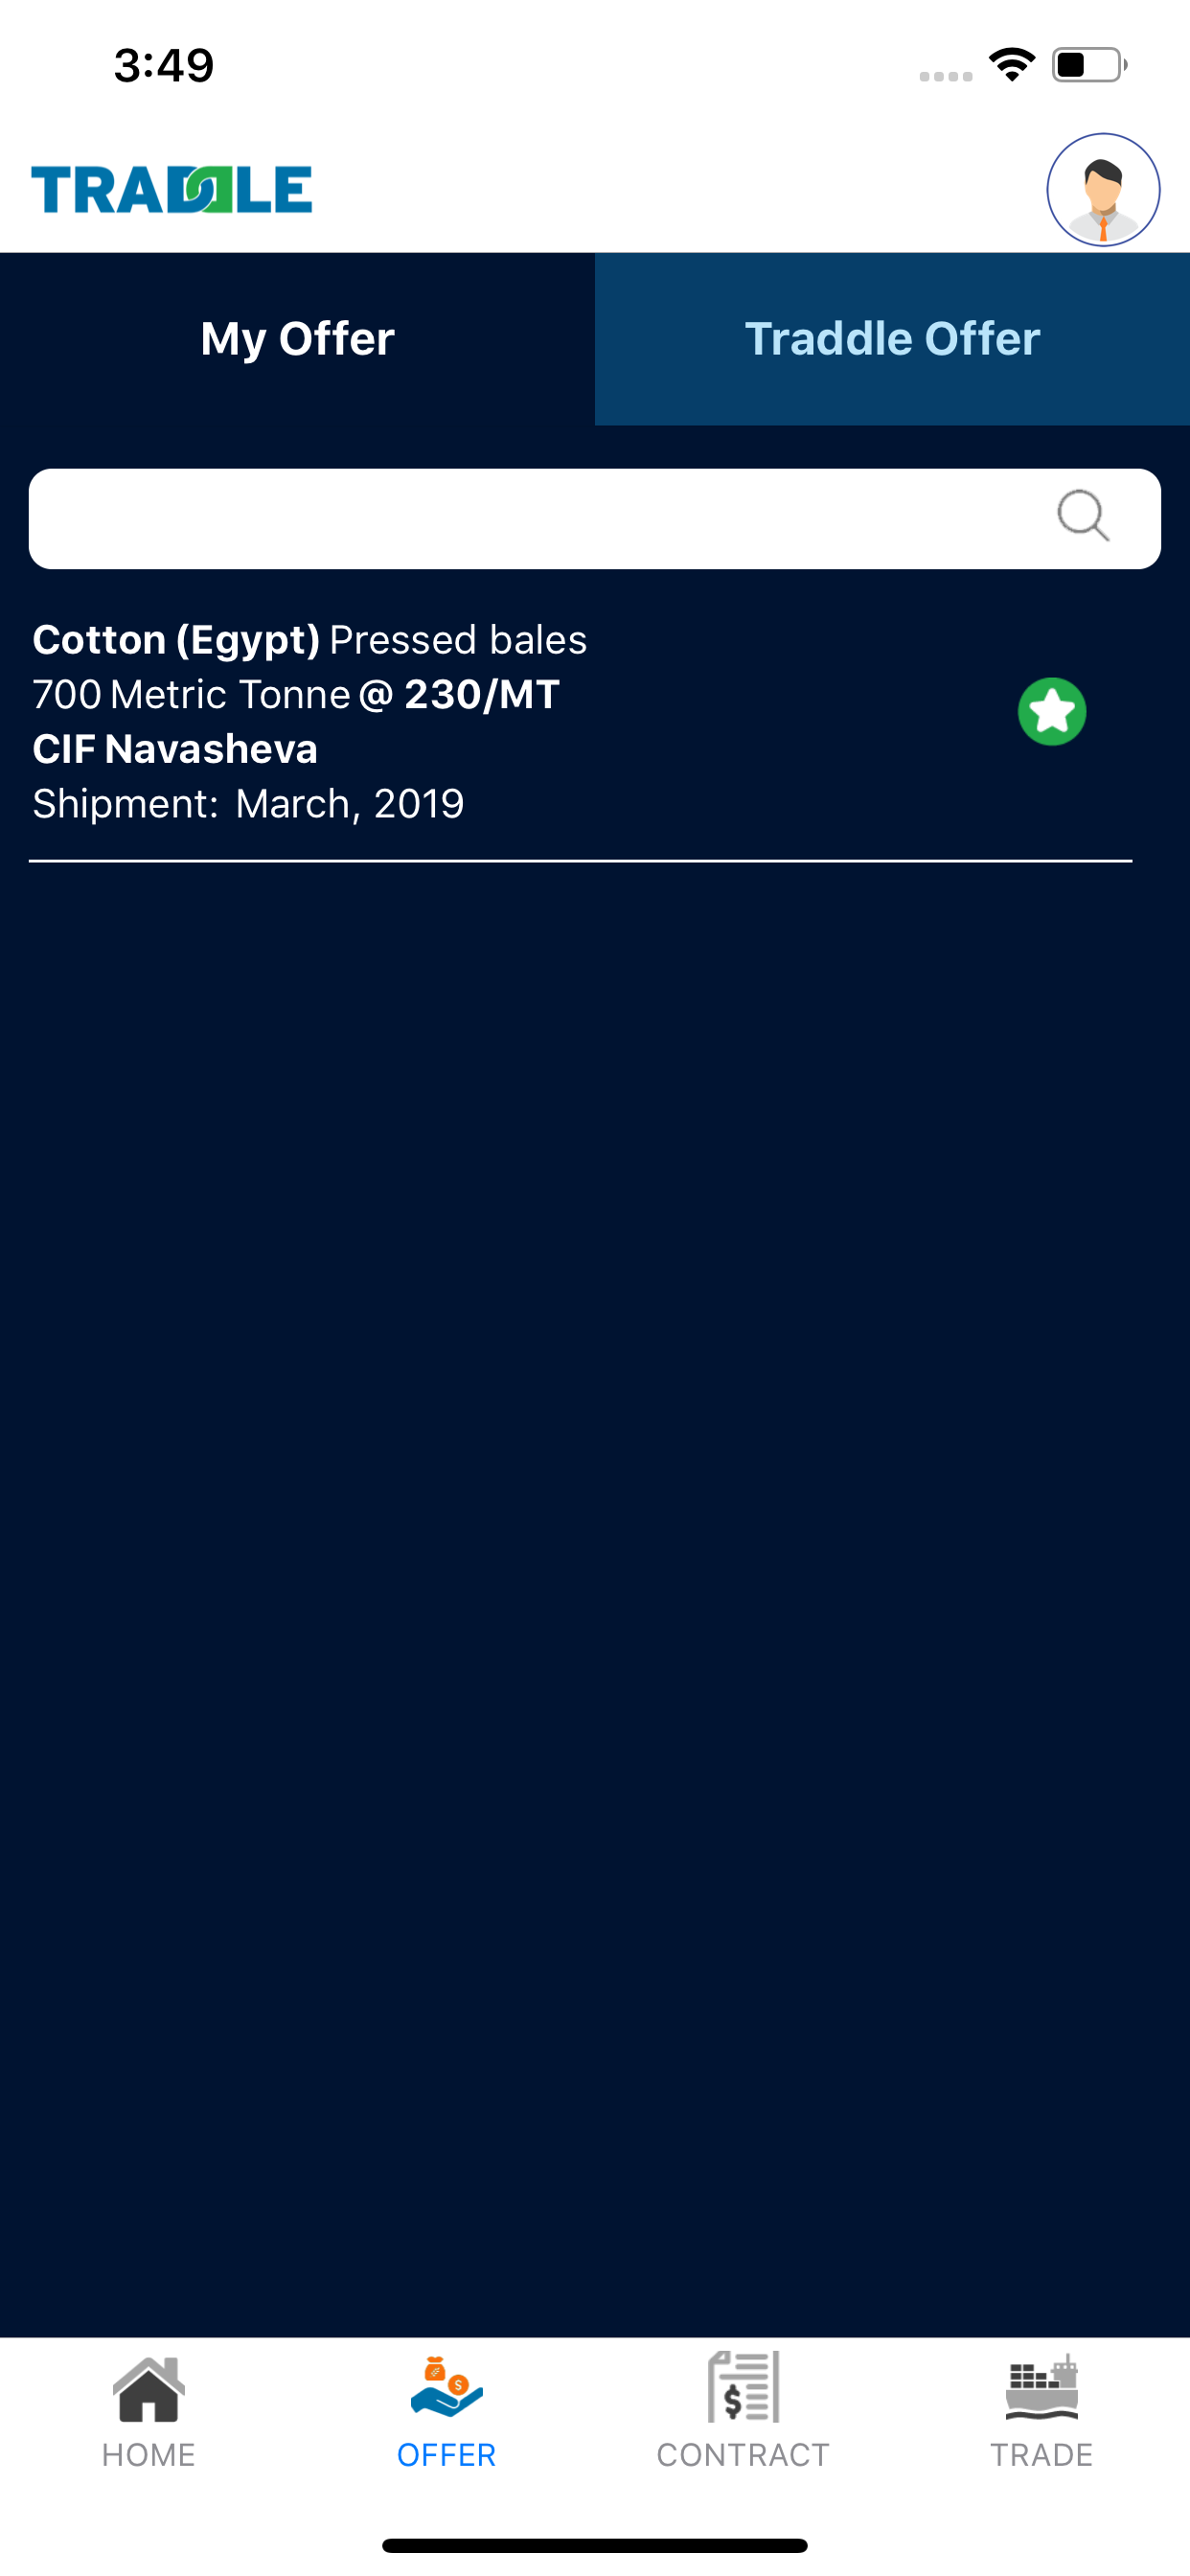 3:49
TRADDLE
My Offer
Traddle Offer
Cotton (Egypt) Pressed bales
700 Metric Tonne @ 230/MT
CIF Navasheva
Shipment: March, 2019
$
$
HOME
OFFER
CONTRACT
TRADE